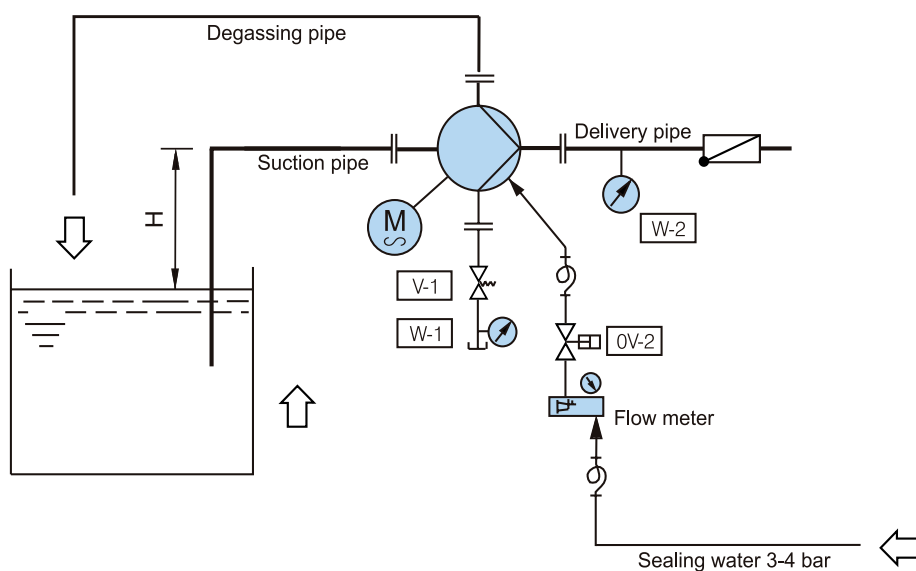 Degassing pipe
Suction pipe
Delivery pipe
H
M
S
W-2
V-1
W-1
0V-2
Flow meter
Sealing water 3-4 bar